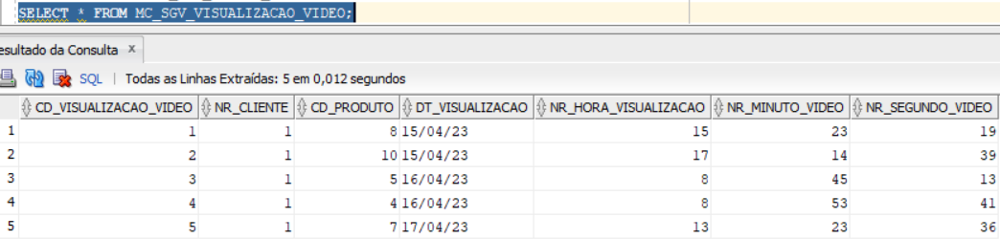 SELECT * FROM MC_SGV_VISUALIZACAO_VIDEO;
esultado da Consulta x
SQL | Todas as Linhas Extraídas: 5 em 0,012 segundos
CD_VISUALIZACAO_VIDEO NR_CLIENTE CD_PRODUTO DT_VISUALIZACAO NR_HORA_VISUALIZACAO NR_MINUTO_VIDEO NR_SEGUNDO_VIDEO
1 1 1 8 15/04/23 15 23 19
2 2 1 10 15/04/23 17 14 39
3 3 1 5 16/04/23 8 45 13
4 4 1 4 16/04/23 8 53 41
5 5 1 7 17/04/23 13 23 36